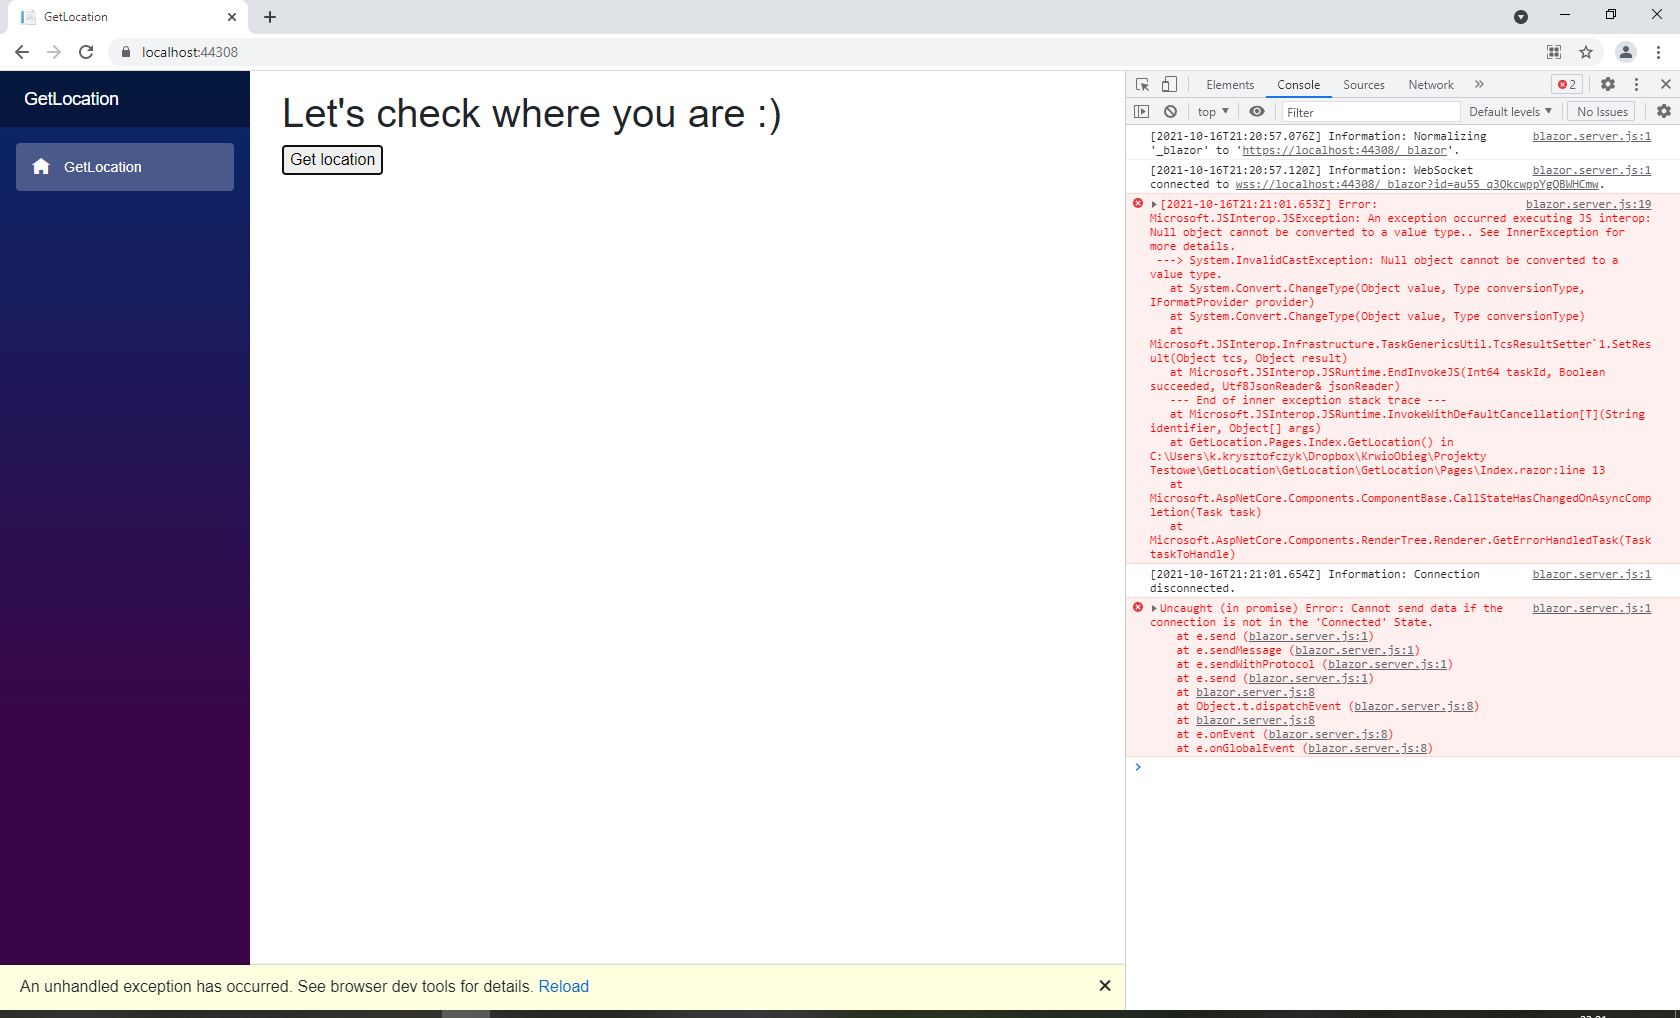 GetLocation
localhost:44308
GetLocation
GetLocation
Let's check where you are :)
Get location
An unhandled exception has occurred. See browser dev tools for details. Reload
Elements Console Sources Network 2
top Filter Default levels No Issues
[2021-10-16T21:20:57.076Z] Information: Normalizing blazor.server.js:1
'_blazor' to 'https://localhost:44308/_blazor'.
[2021-10-16T21:20:57.120Z] Information: WebSocket blazor.server.js:1
connected to wss://localhost:44308/_blazor?id=au55_q3QkcwppYgQBWHCmw.
[2021-10-16T21:21:01.653Z] Error: blazor.server.js:19
Microsoft.JSInterop.JSException: An exception occurred executing JS interop:
Null object cannot be converted to a value type.. See InnerException for
more details.
---> System.InvalidCastException: Null object cannot be converted to a
value type.
at System.Convert.ChangeType(Object value, Type conversionType,
IFormatProvider provider)
at System.Convert.ChangeType(Object value, Type conversionType)
at
Microsoft.JSInterop.Infrastructure.TaskGenericsUtil.TcsResultSetter`1.SetRes
ult(Object tcs, Object result)
at Microsoft.JSInterop.JSRuntime.EndInvokeJS(Int64 taskId, Boolean
succeeded, Utf8JsonReader& jsonReader)
--- End of inner exception stack trace ---
at Microsoft.JSInterop.JSRuntime.InvokeWithDefaultCancellation[T](String
identifier, Object[] args)
at GetLocation.Pages.Index.GetLocation() in
C:\Users\k.krysztofczyk\Dropbox\KrwioObieg\Projekty
Testowe\GetLocation\GetLocation\GetLocation\Pages\Index.razor:line 13
at
Microsoft.AspNetCore.Components.ComponentBase.CallStateHasChangedOnAsyncComp
letion(Task task)
at
Microsoft.AspNetCore.Components.RenderTree.Renderer.GetErrorHandledTask(Task
taskToHandle)
[2021-10-16T21:21:01.654Z] Information: Connection blazor.server.js:1
disconnected.
Uncaught (in promise) Error: Cannot send data if the blazor.server.js:1
connection is not in the 'Connected' State.
at e.send (blazor.server.js:1)
at e.sendMessage (blazor.server.js:1)
at e.sendWithProtocol (blazor.server.js:1)
at e.send (blazor.server.js:1)
at blazor.server.js:8
at Object.t.dispatchEvent (blazor.server.js:8)
at blazor.server.js:8
at e.onEvent (blazor.server.js:8)
at e.onGlobalEvent (blazor.server.js:8)